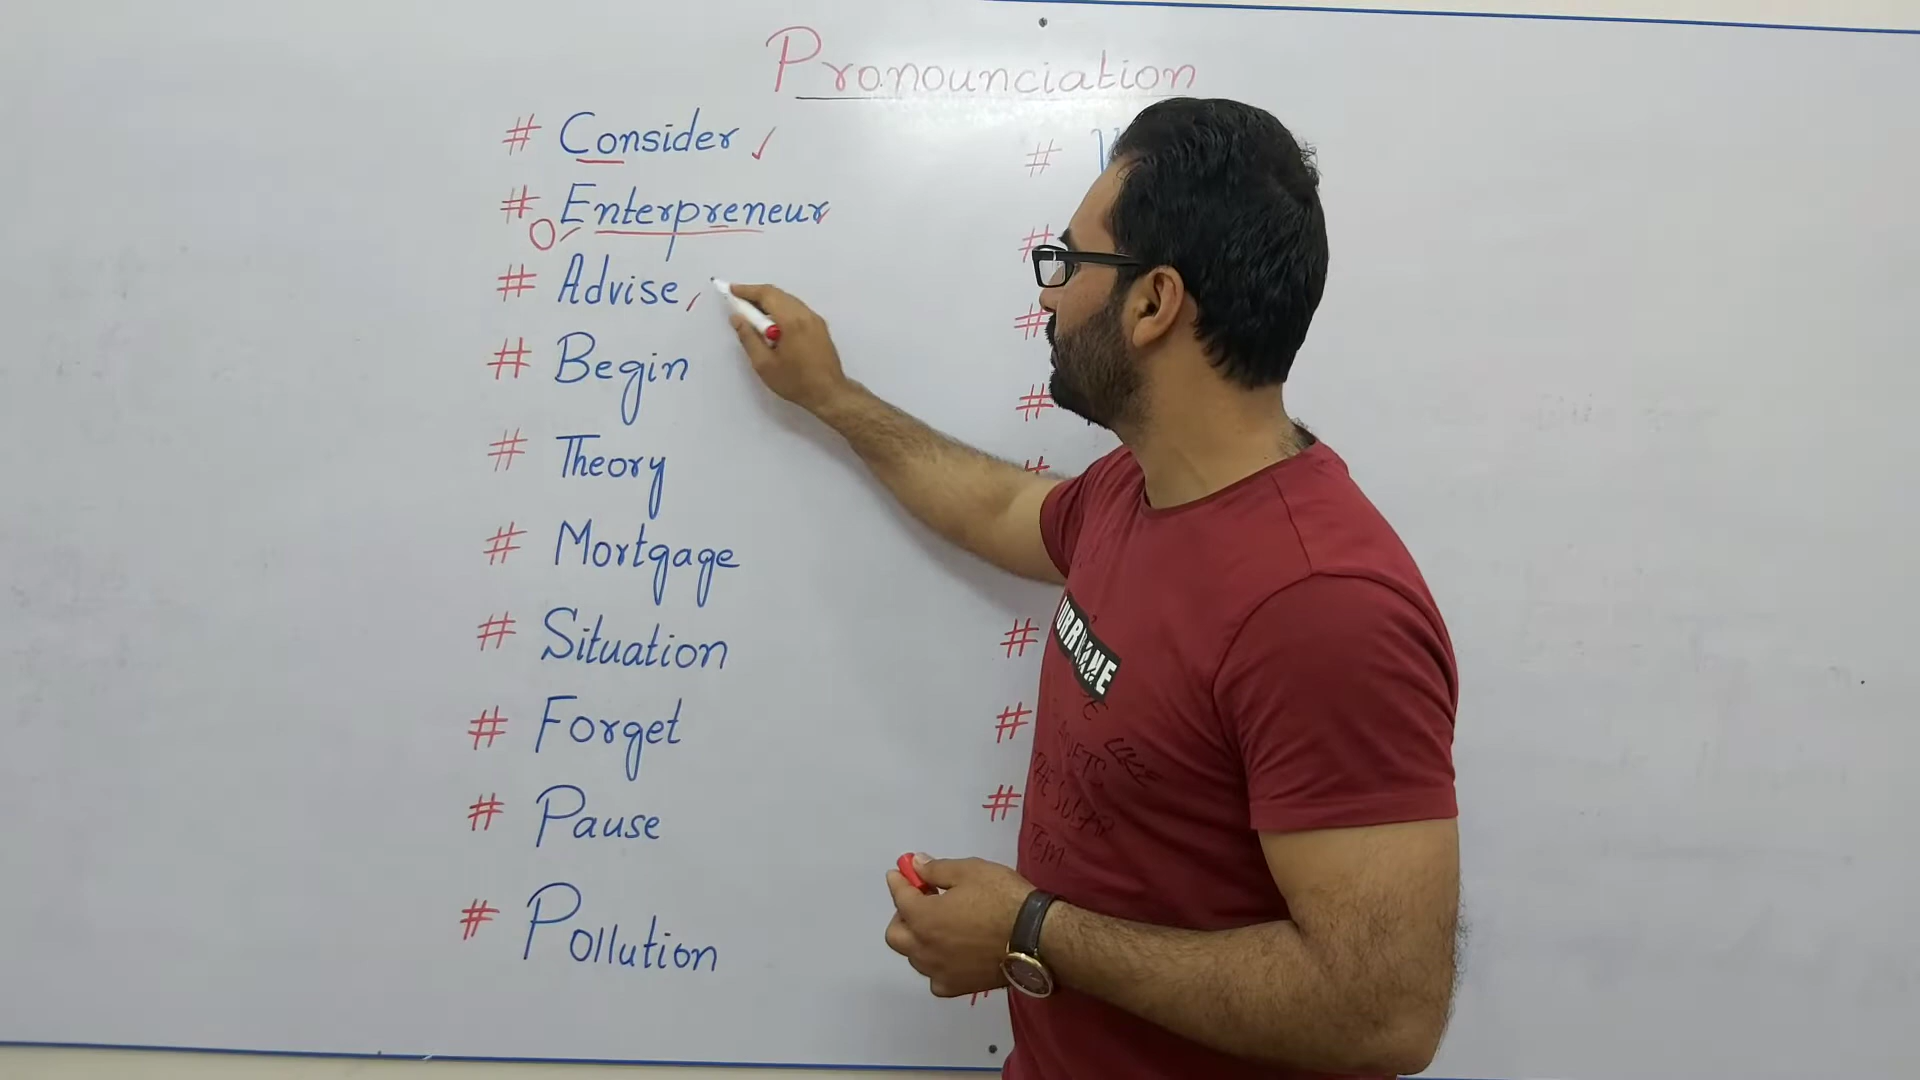 Pronounciation
# Consider ✓
# Enterpreneur
O
# Advise
# Begin
# Theory
# Mortgage
# Situation
# Forget
# Pause
# Pollution
#
#
#
#
#
#
#